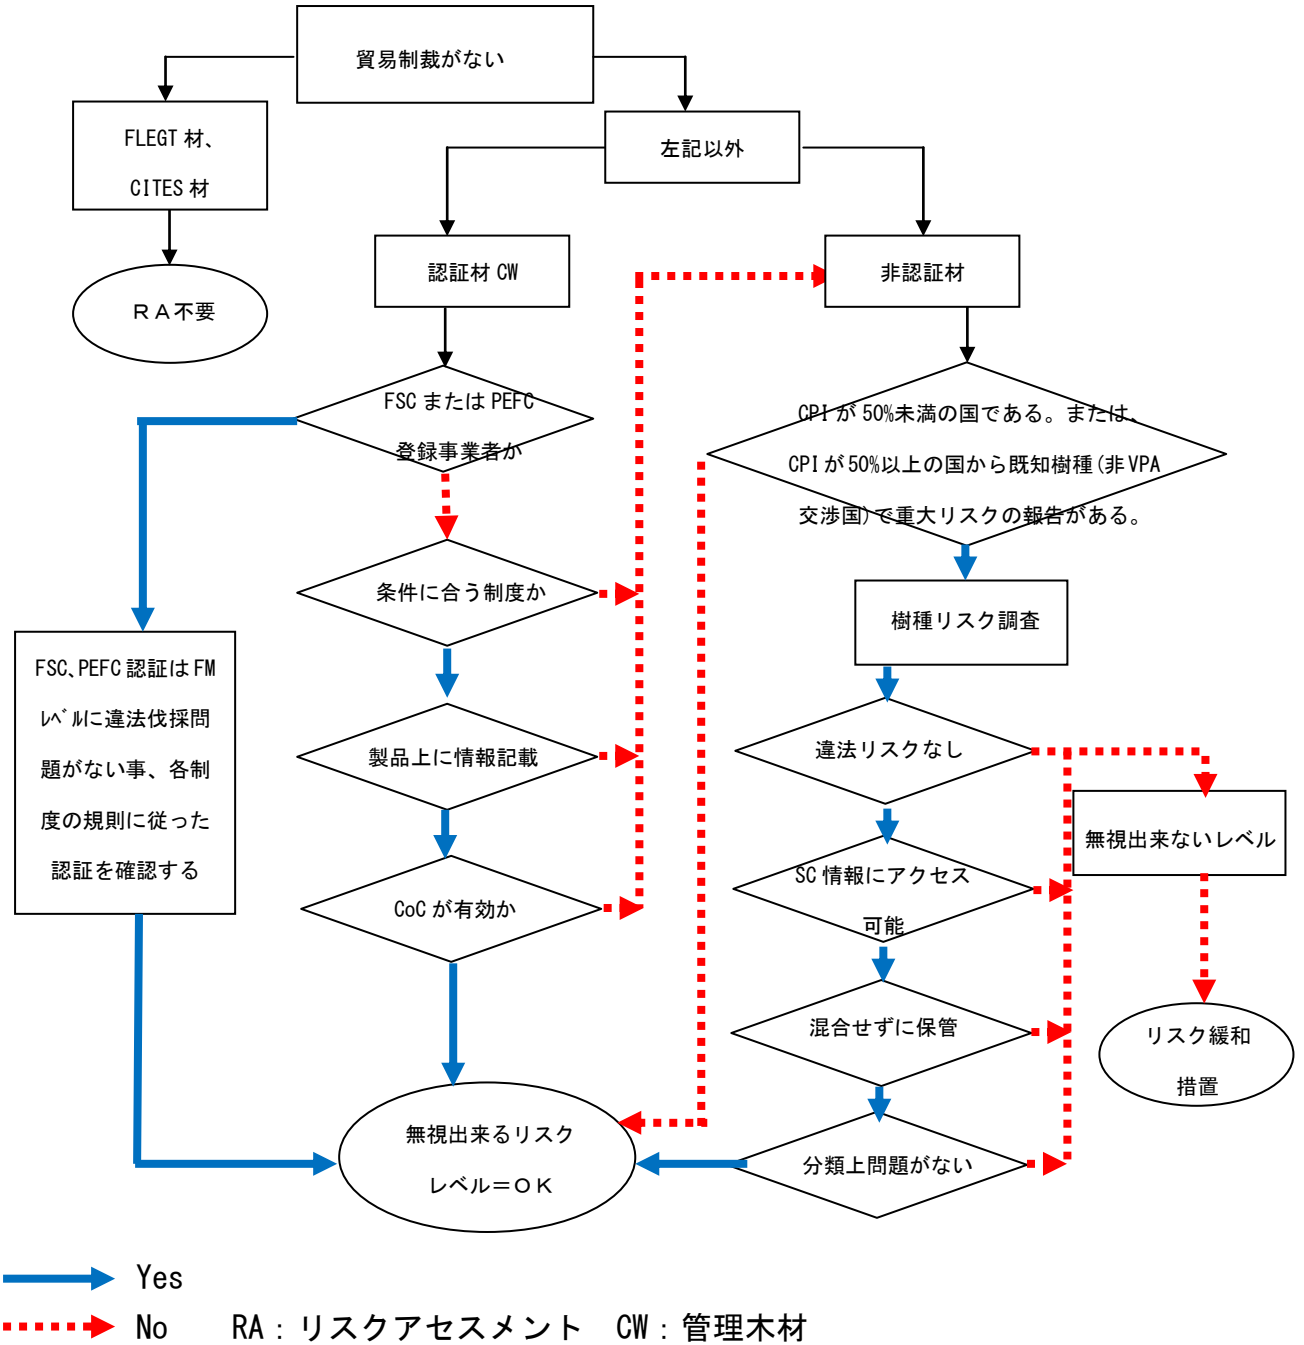 貿易制裁がない
FLEGT 材、
CITES 材
左記以外
ＲＡ不要
認証材 CW
非認証材
FSC または PEFC
登録事業者か
CPI が 50%未満の国である。または、
CPI が 50%以上の国から既知樹種(非 VPA
交渉国)で重大リスクの報告がある。
条件に合う制度か
樹種リスク調査
FSC、PEFC 認証は FM
ﾚﾍﾞﾙに違法伐採問
題がない事、各制
度の規則に従った
認証を確認する
製品上に情報記載
違法リスクなし
無視出来ないレベル
CoC が有効か
SC 情報にアクセス
可能
混合せずに保管
リスク緩和
措置
無視出来るリスク
レベル＝ＯＫ
分類上問題がない
Yes
No RA：リスクアセスメント CW：管理木材